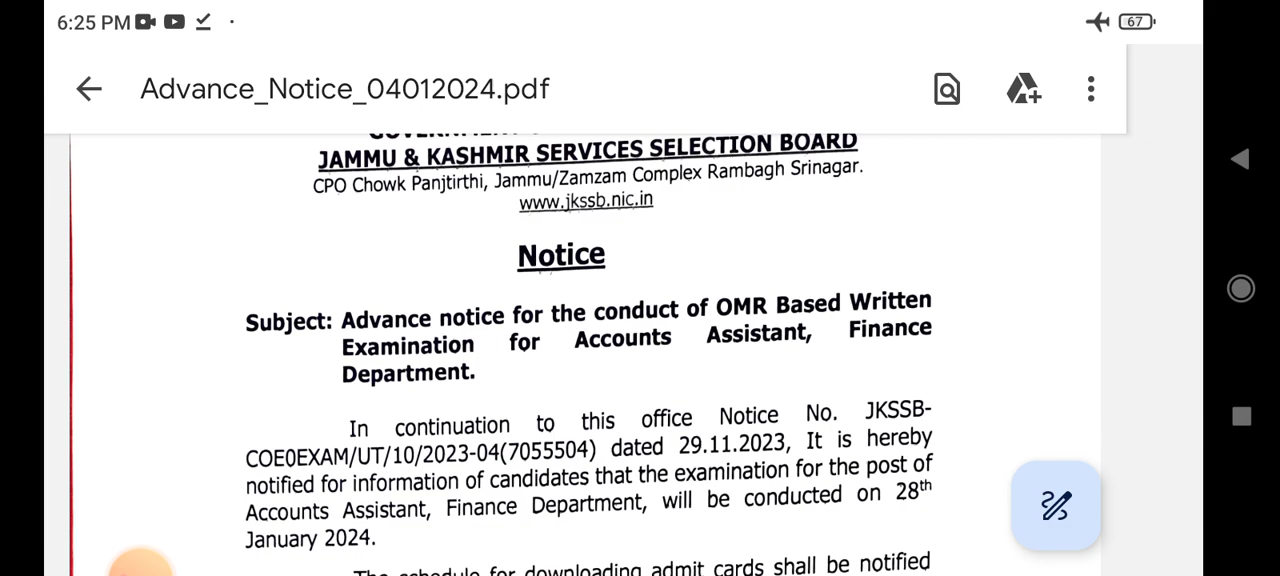 6:25 PM
67
Advance_Notice_04012024.pdf
JAMMU & KASHMIR SERVICES SELECTION BOARD
CPO Chowk Panjtirthi, Jammu/Zamzam Complex Rambagh Srinagar.
www.jkssb.nic.in
Notice
Subject: Advance notice for the conduct of OMR Based Written
Examination for Accounts Assistant, Finance
Department.
In continuation to this office Notice No. JKSSB-
COE0EXAM/UT/10/2023-04(7055504) dated 29.11.2023, It is hereby
notified for information of candidates that the examination for the post of
Accounts Assistant, Finance Department, will be conducted on 28th
January 2024.
The schedule for downloading admit cards shall be notified